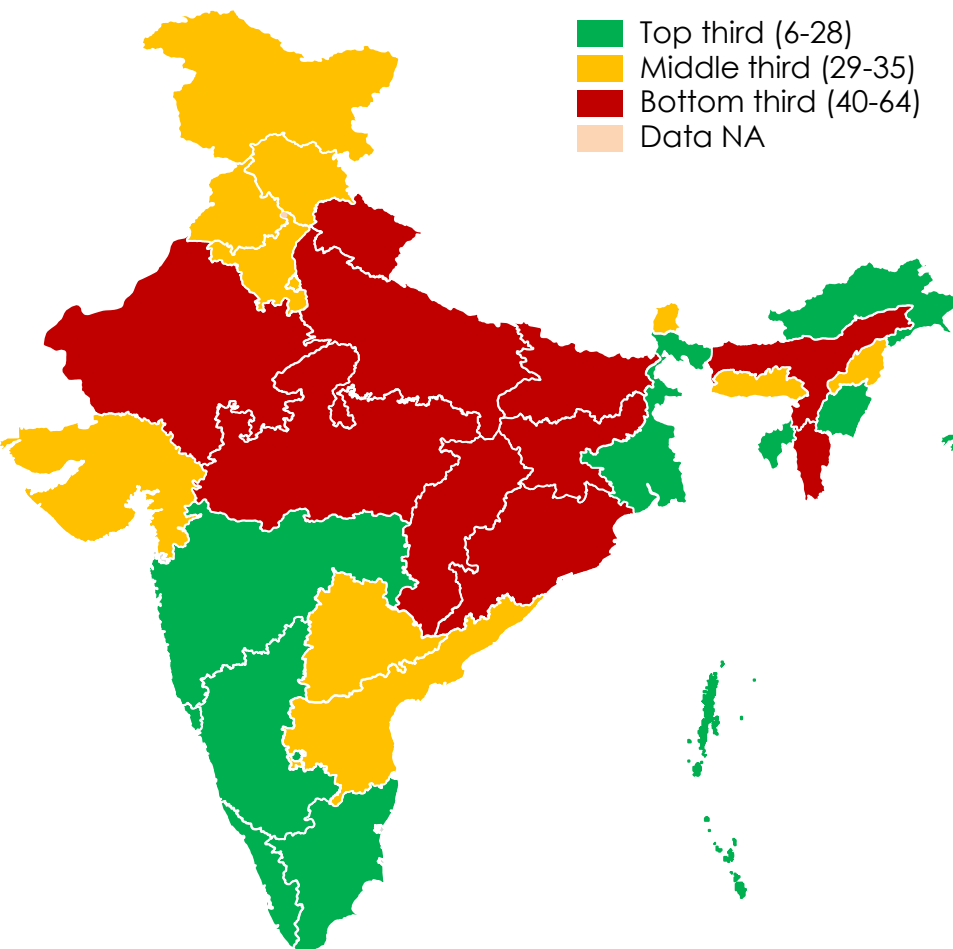 Top third (6-28)
Middle third (29-35)
Bottom third (40-64)
Data NA